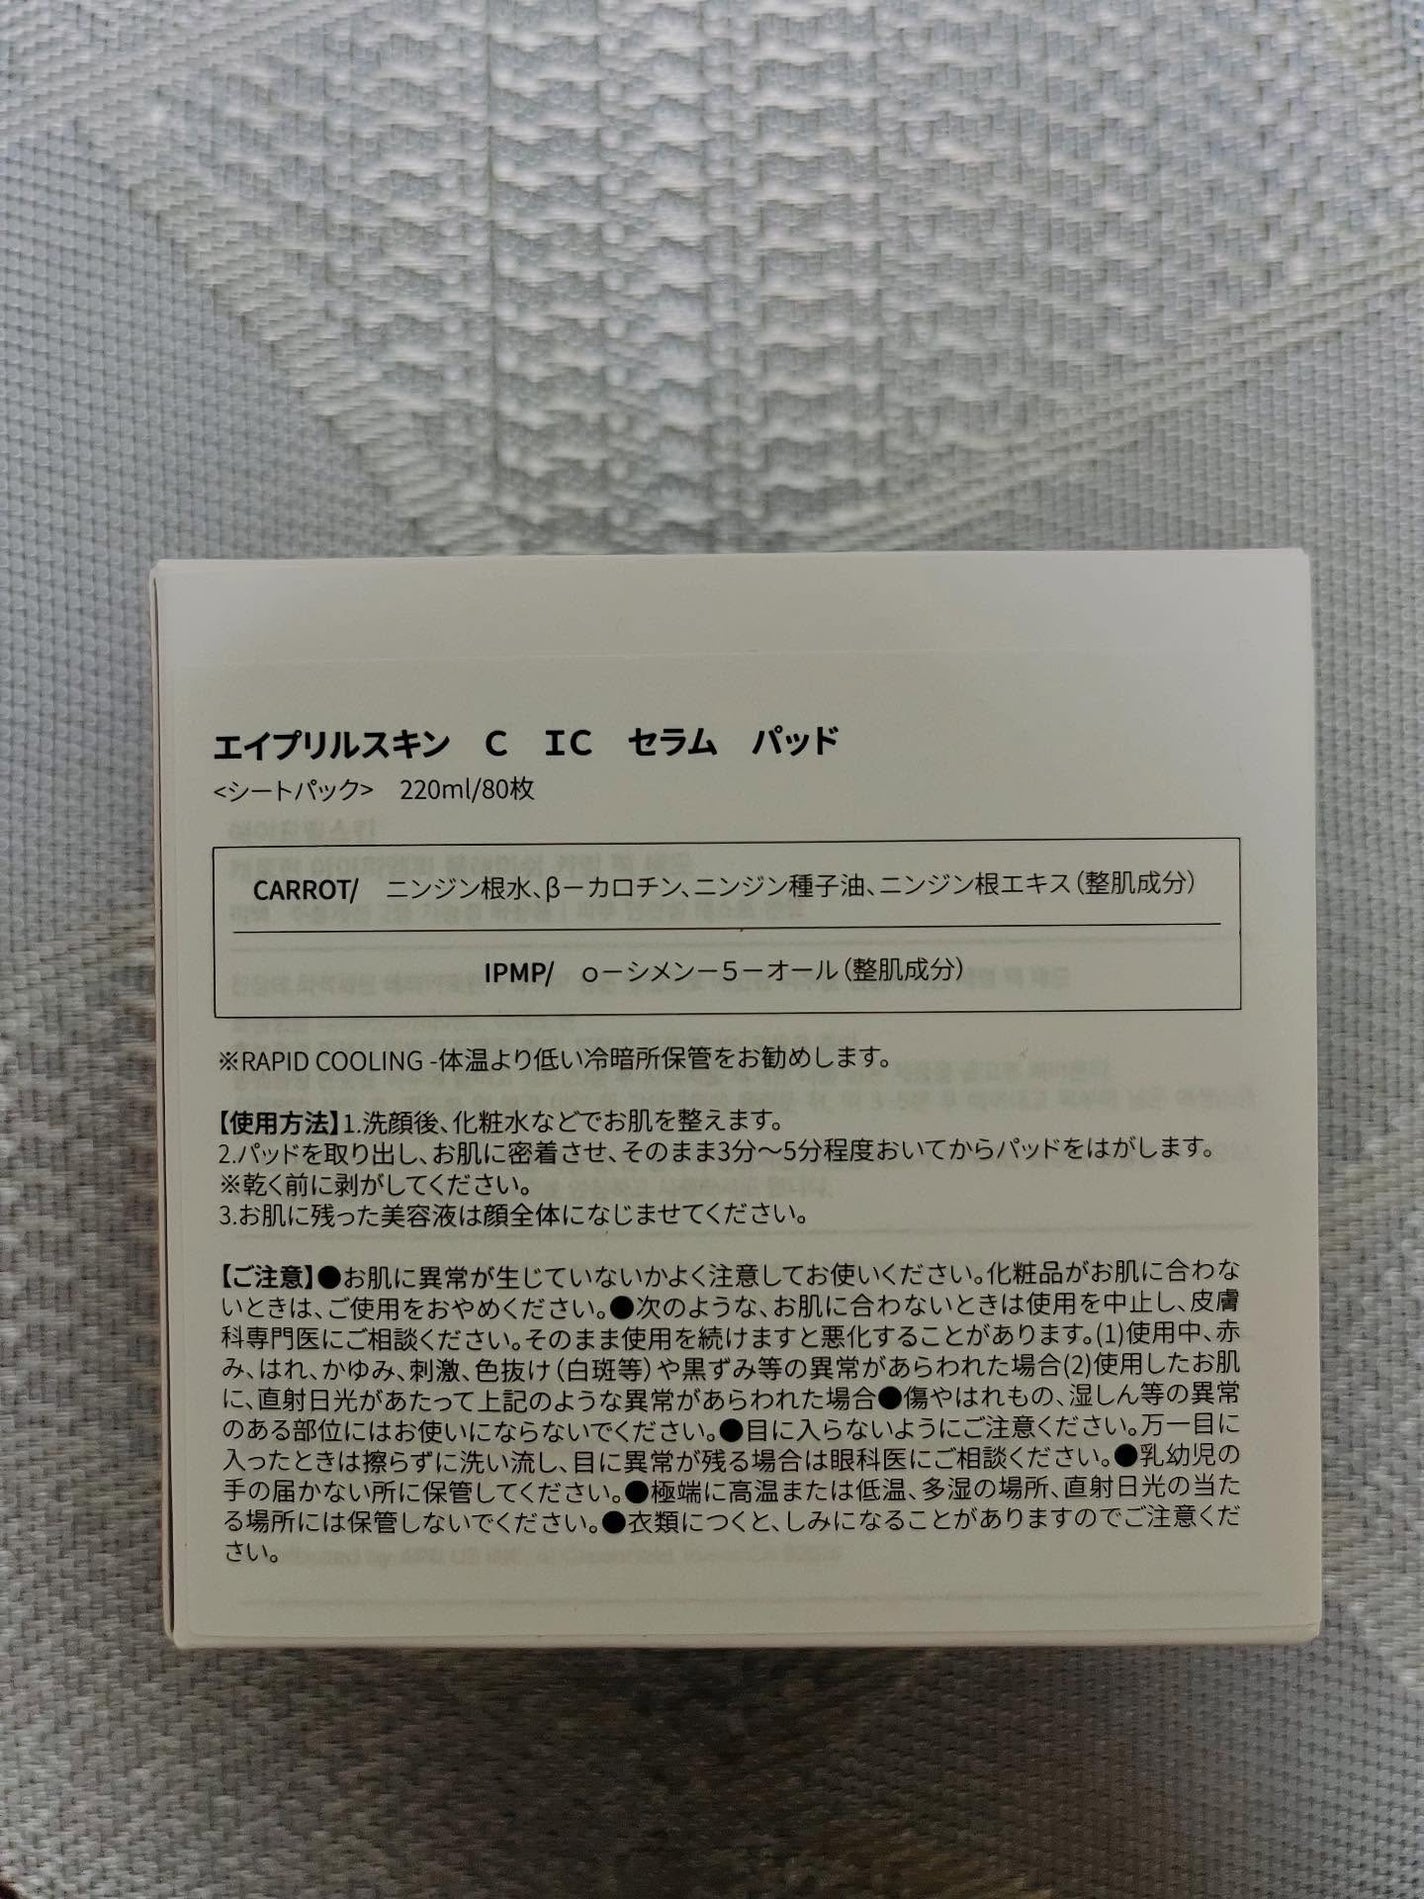 エイプリルスキン　C　IC　セラム　パッド
<シートパック>　220ml/80枚
CARROT/　ニンジン根水、β－カロチン、ニンジン種子油、ニンジン根エキス（整肌成分）
IPMP/　o－シメン－5－オール（整肌成分）
※RAPID COOLING -体温より低い冷暗所保管をお勧めします。
【使用方法】1.洗顔後、化粧水などでお肌を整えます。
2.パッドを取り出し、お肌に密着させ、そのまま3分～5分程度おいてからパッドをはがします。
※乾く前に剥がしてください。
3.お肌に残った美容液は顔全体になじませてください。
【ご注意】●お肌に異常が生じていないかよく注意してお使いください。化粧品がお肌に合わな
いときは、ご使用をおやめください。●次のような、お肌に合わないときは使用を中止し、皮膚
科専門医にご相談ください。そのまま使用を続けますと悪化することがあります。(1)使用中、赤
み、はれ、かゆみ、刺激、色抜け（白斑等）や黒ずみ等の異常があらわれた場合(2)使用したお肌
に、直射日光があたって上記のような異常があらわれた場合●傷やはれもの、湿しん等の異常
のある部位にはお使いにならないでください。●目に入らないようにご注意ください。万一目に
入ったときは擦らずに洗い流し、目に異常が残る場合は眼科医にご相談ください。●乳幼児の
手の届かない所に保管してください。●極端に高温または低温、多湿の場所、直射日光の当た
る場所には保管しないでください。●衣類につくと、しみになることがありますのでご注意くだ
さい。